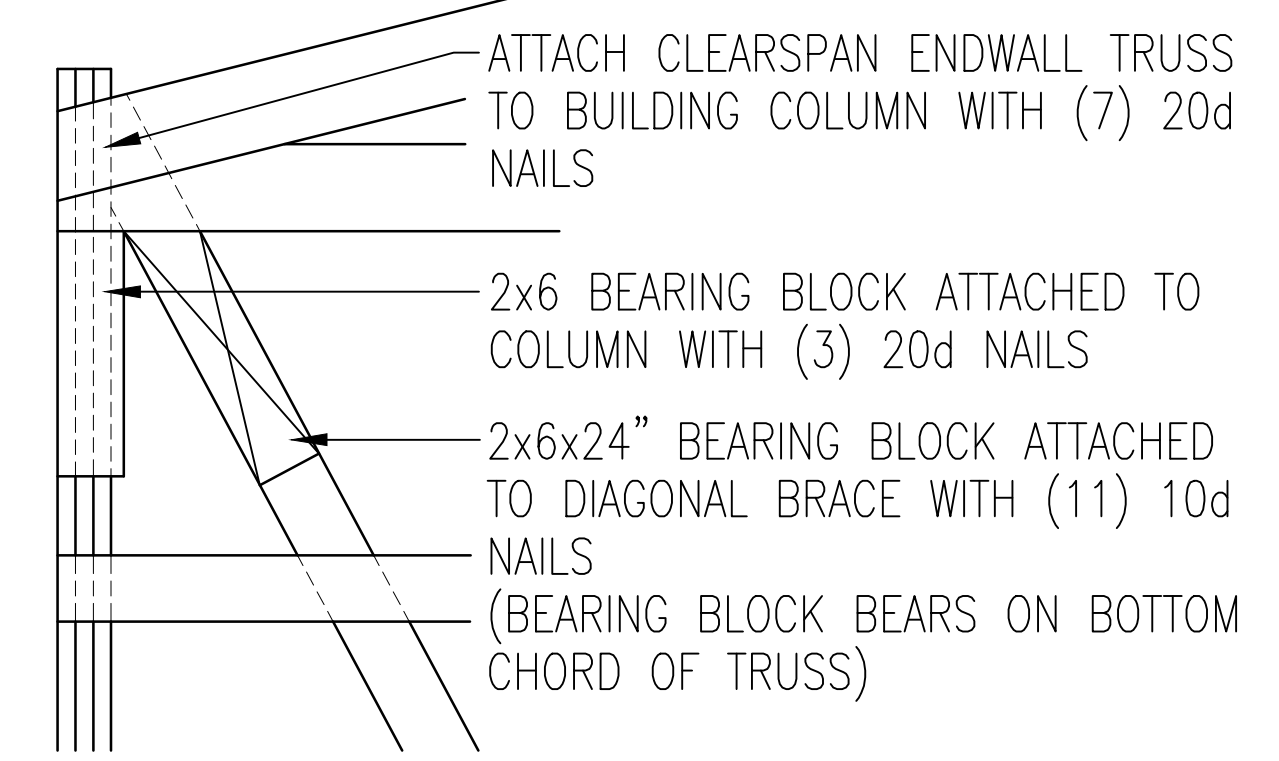 ATTACH CLEARSPAN ENDWALL TRUSS
TO BUILDING COLUMN WITH (7) 20d
NAILS
2x6 BEARING BLOCK ATTACHED TO
COLUMN WITH (3) 20d NAILS
2x6x24” BEARING BLOCK ATTACHED
TO DIAGONAL BRACE WITH (11) 10d
NAILS
(BEARING BLOCK BEARS ON BOTTOM
CHORD OF TRUSS)